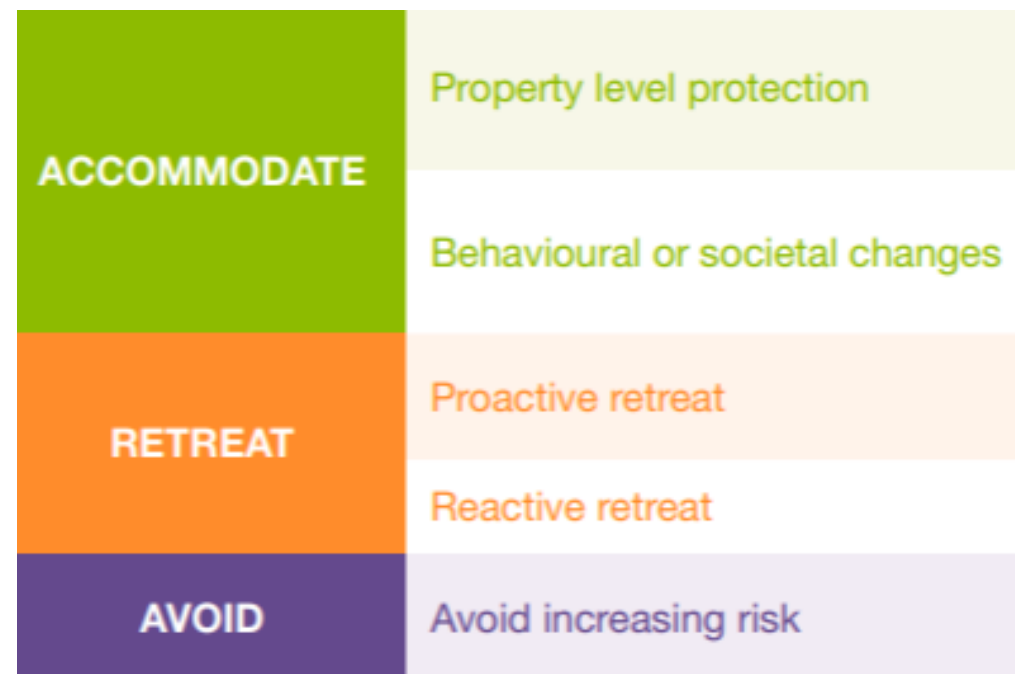 ACCOMMODATE
Property level protection
Behavioural or societal changes
RETREAT
Proactive retreat
Reactive retreat
AVOID
Avoid increasing risk